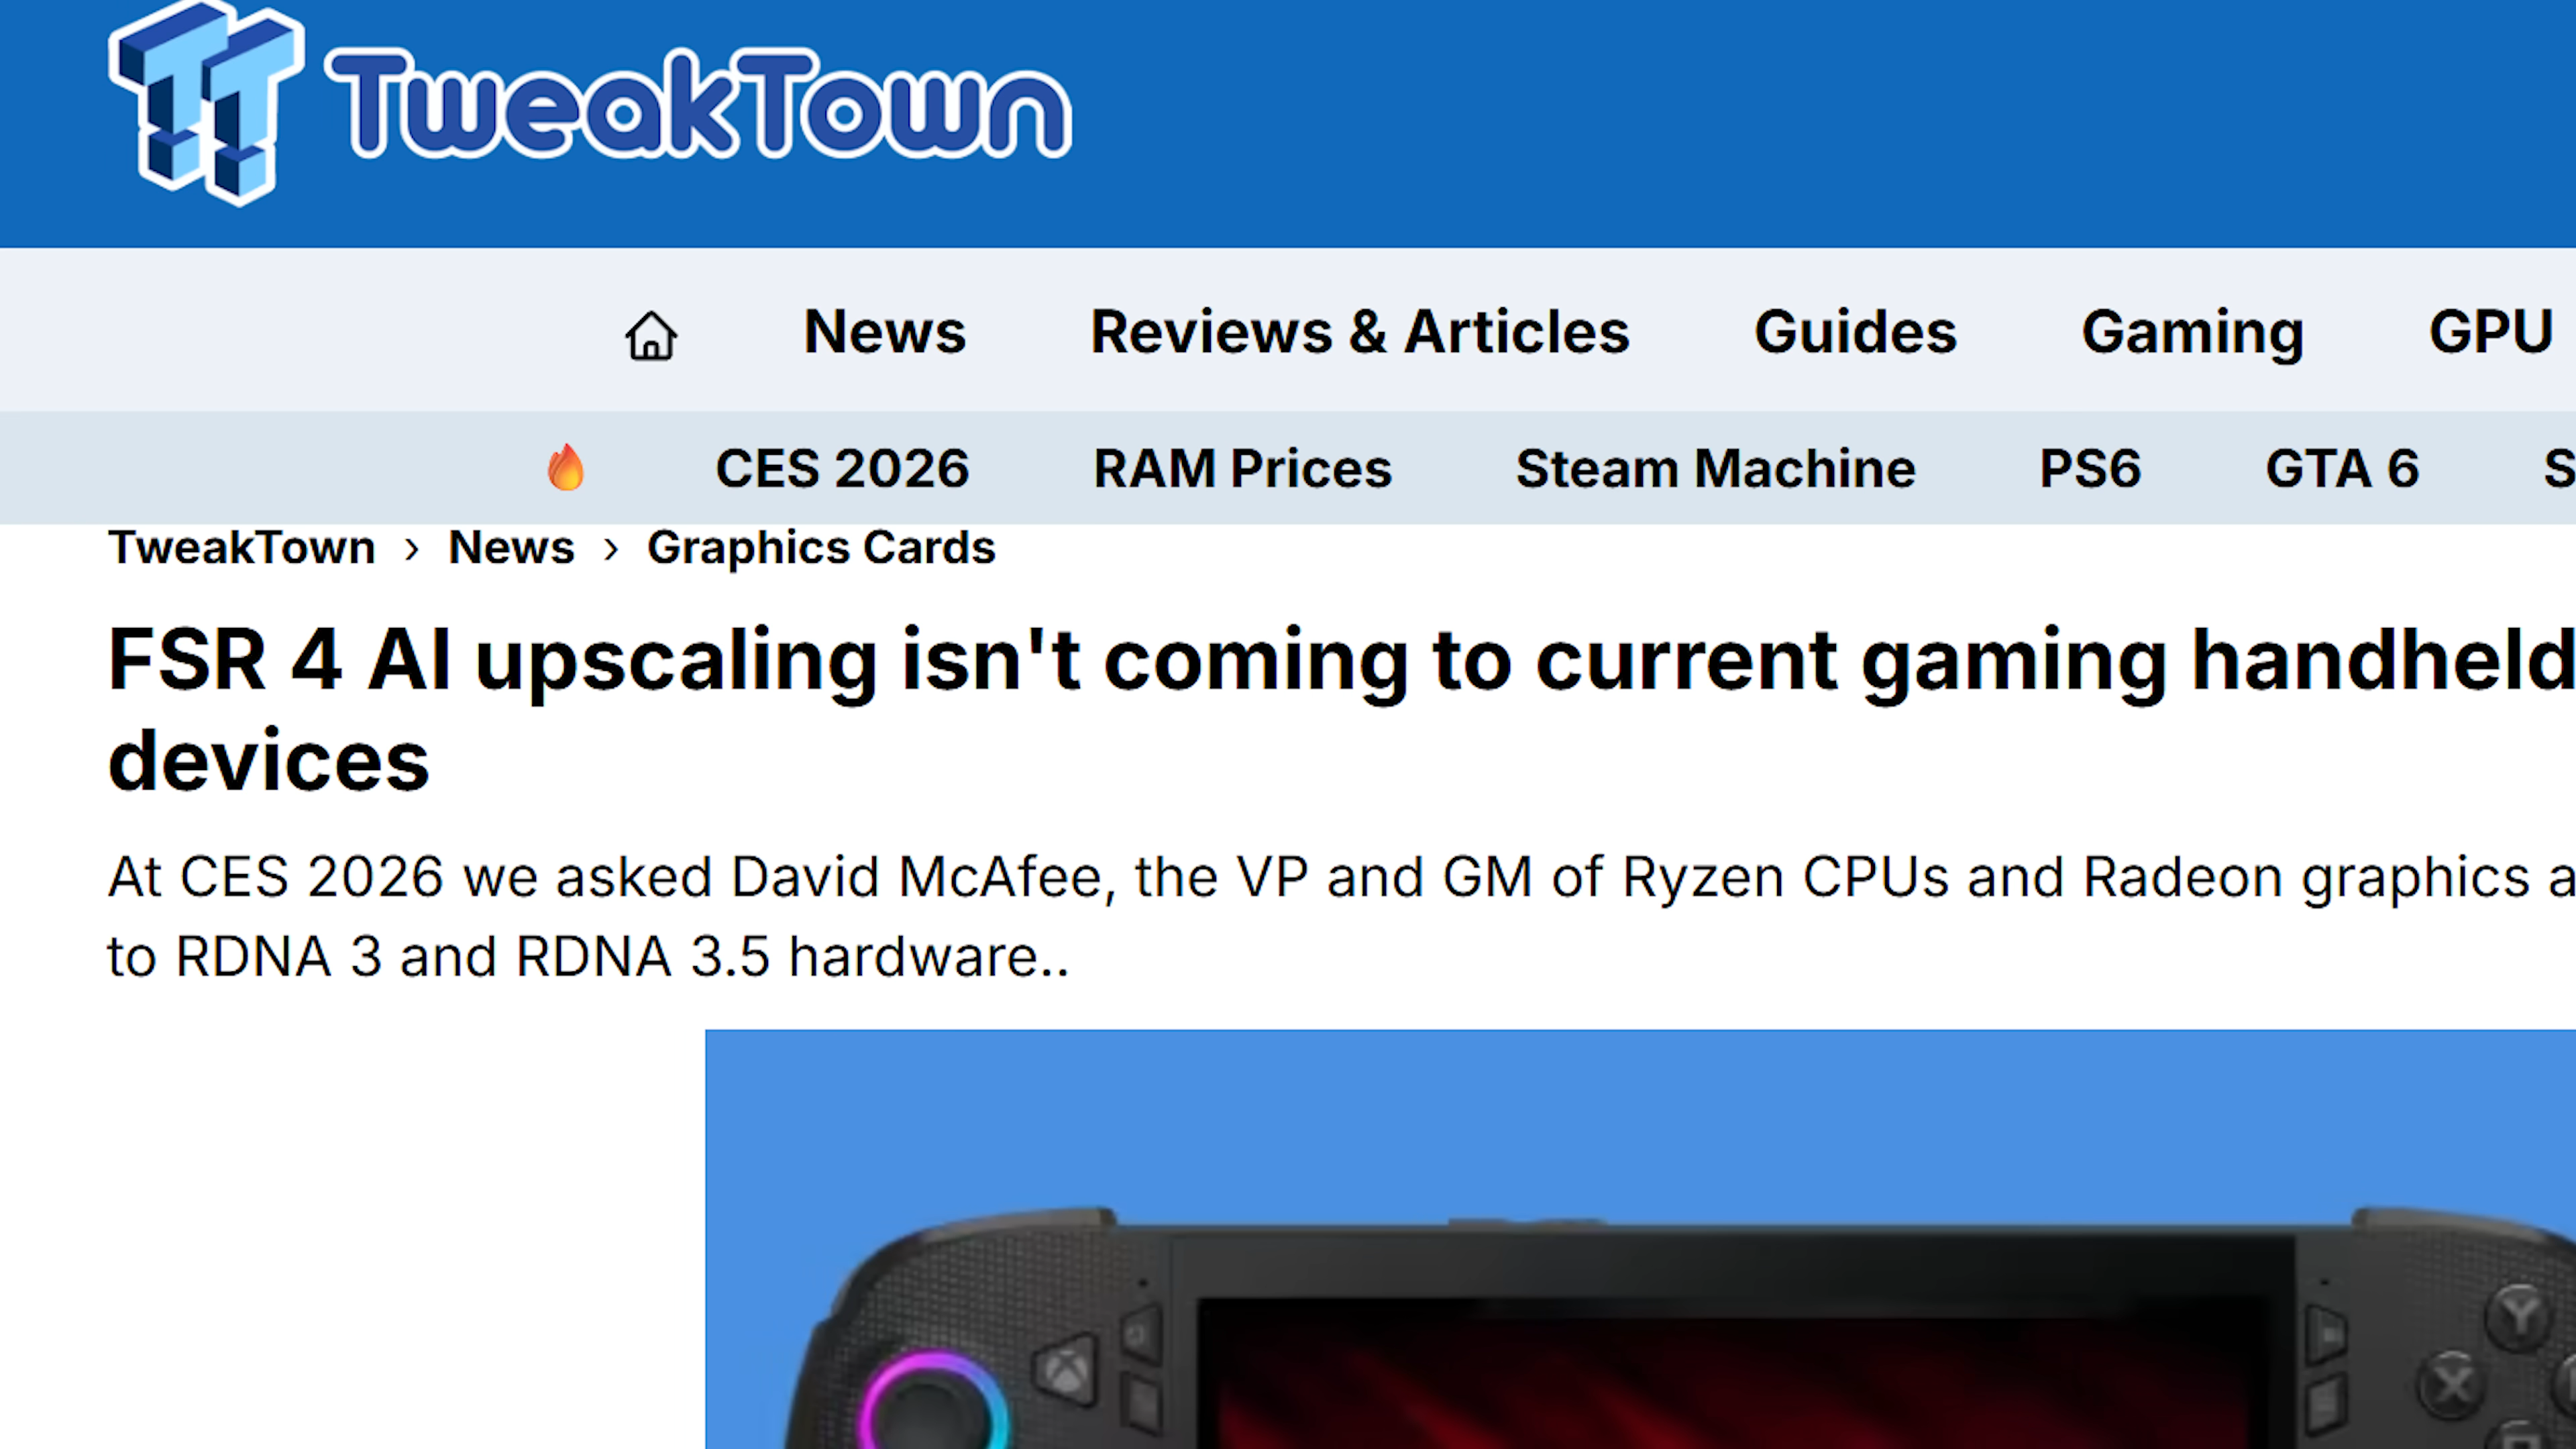 TweakTown
News Reviews & Articles Guides Gaming GPU
CES 2026 RAM Prices Steam Machine PS6 GTA 6 S
TweakTown › News › Graphics Cards
FSR 4 AI upscaling isn't coming to current gaming handheld
devices
At CES 2026 we asked David McAfee, the VP and GM of Ryzen CPUs and Radeon graphics a
to RDNA 3 and RDNA 3.5 hardware..
Y
X